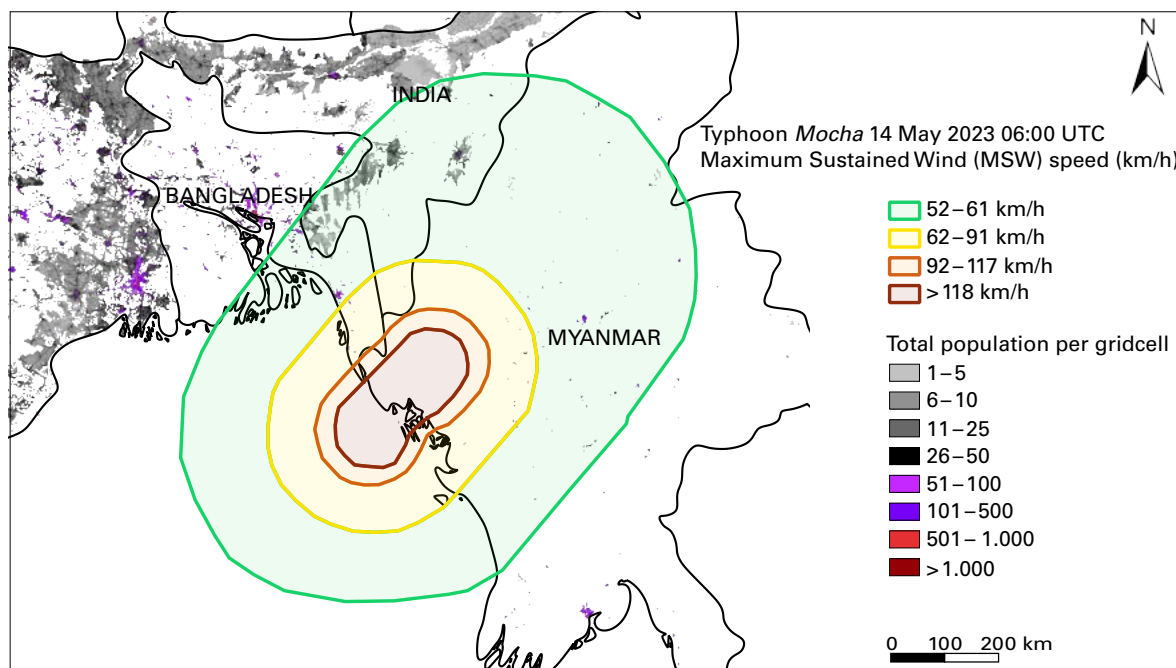 N
INDIA
BANGLADESH
MYANMAR
Typhoon Mocha 14 May 2023 06:00 UTC
Maximum Sustained Wind (MSW) speed (km/h)
52–61 km/h
62–91 km/h
92–117 km/h
>118 km/h
Total population per gridcell
1–5
6–10
11–25
26–50
51–100
101–500
501–1.000
>1.000
0 100 200 km